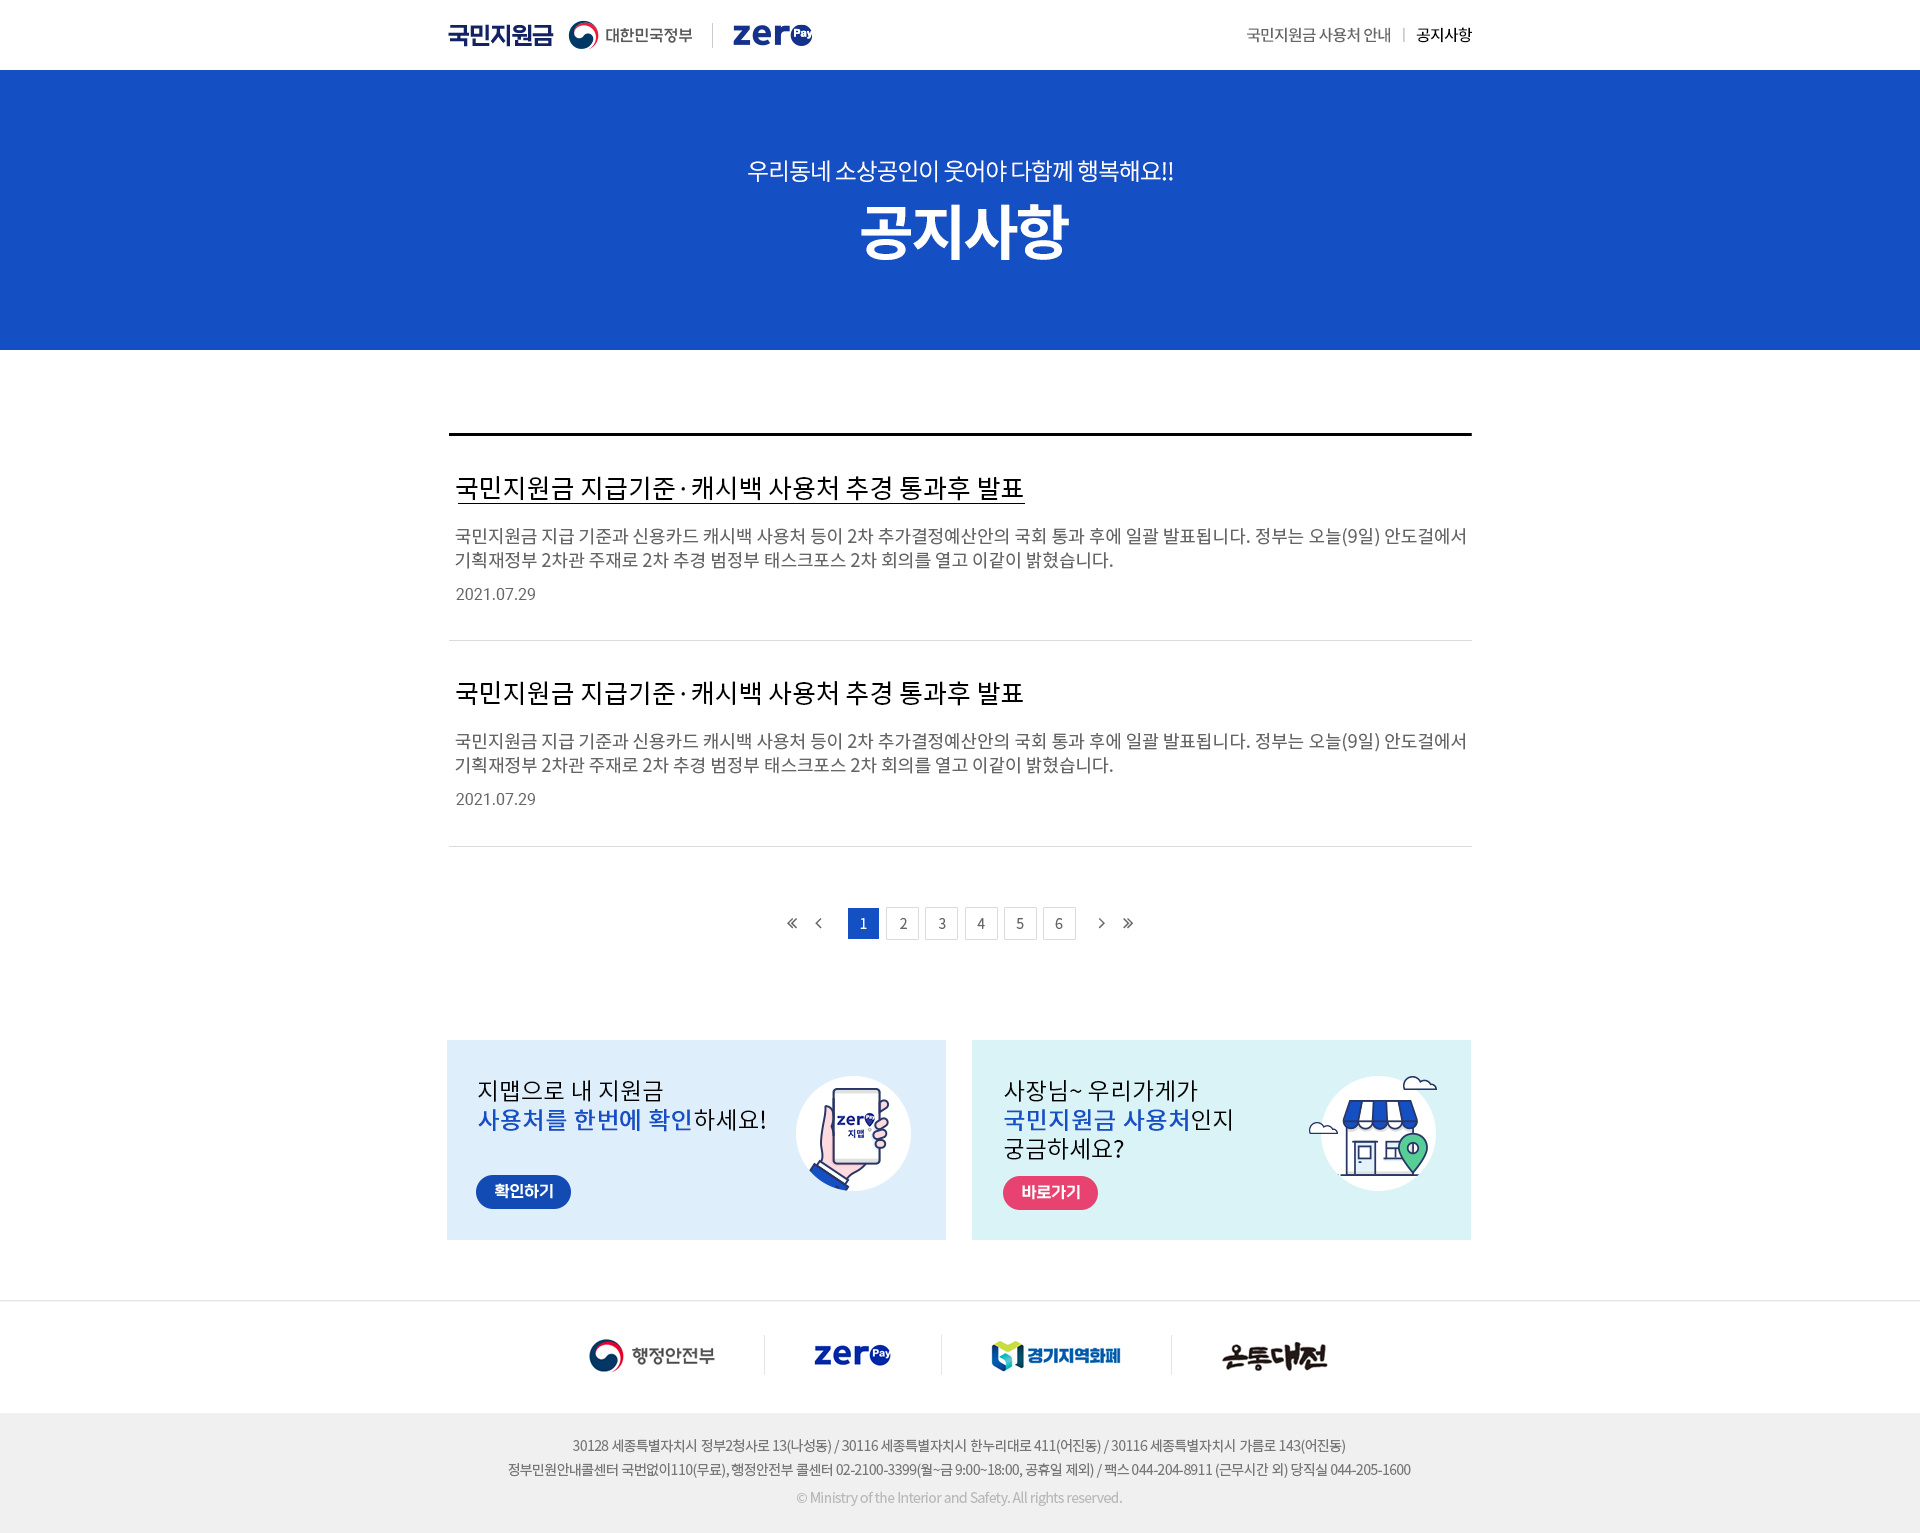 국민지원금 대한민국정부 zero Pay 국민지원금 사용처 안내 | 공지사항
우리동네 소상공인이 웃어야 다함께 행복해요!!
공지사항
국민지원금 지급기준·캐시백 사용처 추경 통과후 발표
국민지원금 지급 기준과 신용카드 캐시백 사용처 등이 2차 추가결정예산안의 국회 통과 후에 일괄 발표됩니다. 정부는 오늘(9일) 안도걸에서
기획재정부 2차관 주재로 2차 추경 범정부 태스크포스 2차 회의를 열고 이같이 밝혔습니다.
2021.07.29
국민지원금 지급기준·캐시백 사용처 추경 통과후 발표
국민지원금 지급 기준과 신용카드 캐시백 사용처 등이 2차 추가결정예산안의 국회 통과 후에 일괄 발표됩니다. 정부는 오늘(9일) 안도걸에서
기획재정부 2차관 주재로 2차 추경 범정부 태스크포스 2차 회의를 열고 이같이 밝혔습니다.
2021.07.29
« ‹ 1 2 3 4 5 6 › »
지맵으로 내 지원금
사용처를 한번에 확인하세요!
zero Pay
지맵
확인하기
사장님~ 우리가게가
국민지원금 사용처인지
궁금하세요?
바로가기
행정안전부 zero Pay 경기지역화폐 온통대전
30128 세종특별자치시 정부2청사로 13(나성동) / 30116 세종특별자치시 한누리대로 411(어진동) / 30116 세종특별자치시 가름로 143(어진동)
정부민원안내콜센터 국번없이110(무료), 행정안전부 콜센터 02-2100-3399(월~금 9:00~18:00, 공휴일 제외) / 팩스 044-204-8911 (근무시간 외) 당직실 044-205-1600
© Ministry of the Interior and Safety. All rights reserved.